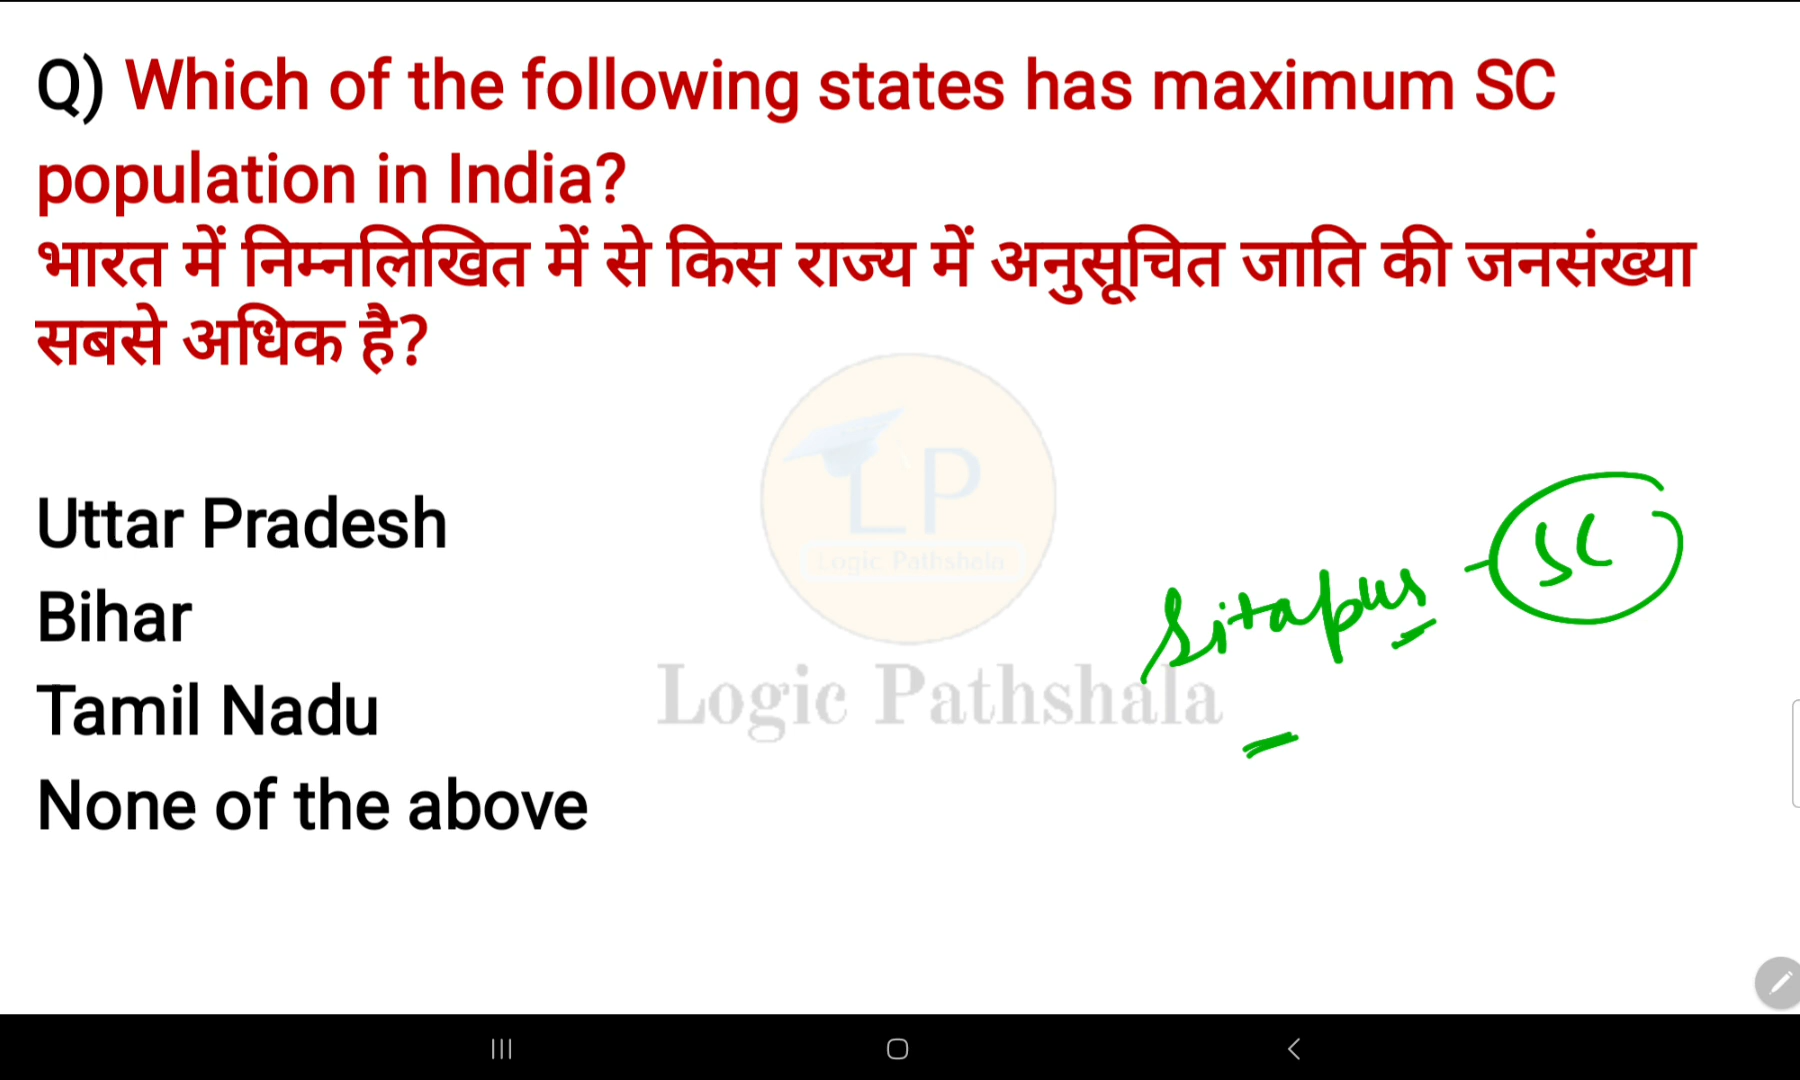 Q) Which of the following states has maximum SC
population in India?
भारत में निम्नलिखित में से किस राज्य में अनुसूचित जाति की जनसंख्या
सबसे अधिक है?
LP
Logic Pathshala
Uttar Pradesh
Bihar
Tamil Nadu
None of the above
Logic Pathshala
Sitapur - SC